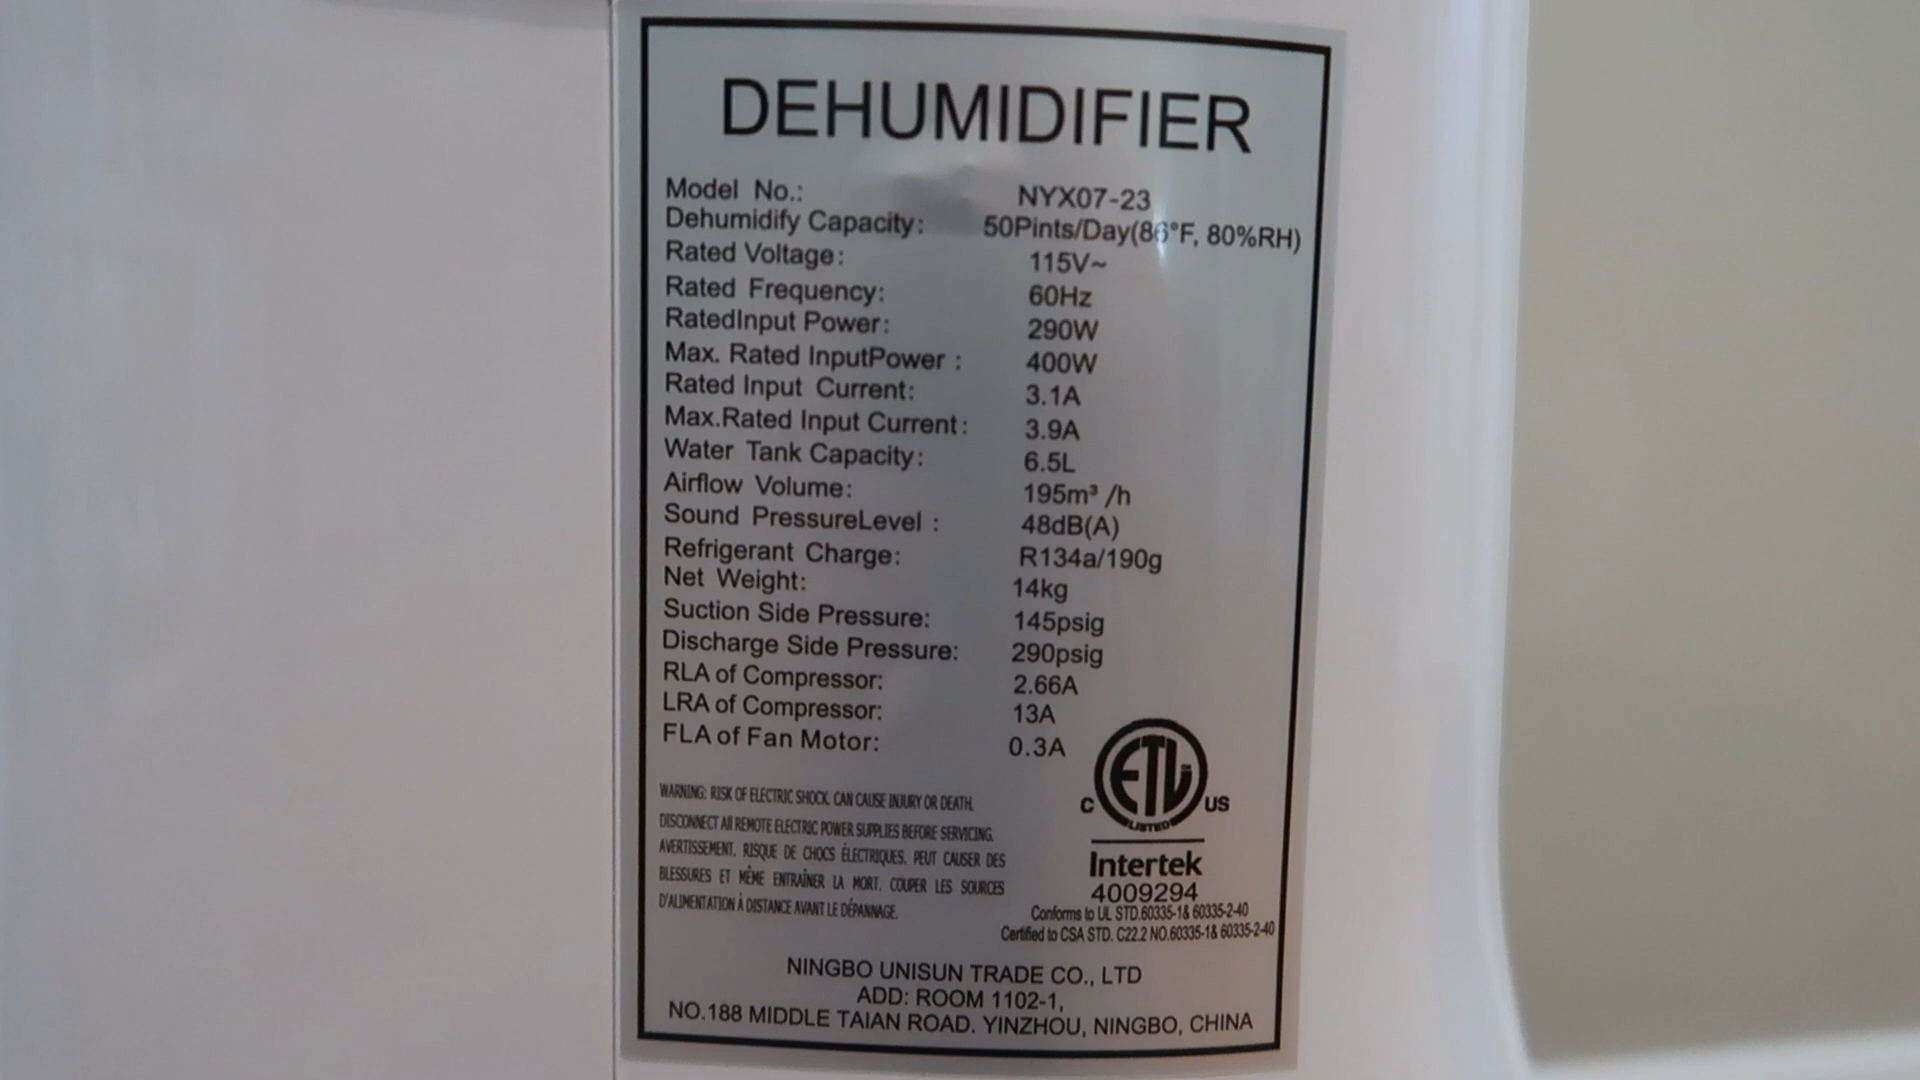 DEHUMIDIFIER
Model No.: NYX07-23
Dehumidify Capacity: 50Pints/Day(86°F, 80%RH)
Rated Voltage: 115V~
Rated Frequency: 60Hz
RatedInput Power: 290W
Max. Rated InputPower : 400W
Rated Input Current: 3.1A
Max.Rated Input Current: 3.9A
Water Tank Capacity: 6.5L
Airflow Volume: 195m³ /h
Sound PressureLevel : 48dB(A)
Refrigerant Charge: R134a/190g
Net Weight: 14kg
Suction Side Pressure: 145psig
Discharge Side Pressure: 290psig
RLA of Compressor: 2.66A
LRA of Compressor: 13A
FLA of Fan Motor: 0.3A
WARNING: RISK OF ELECTRIC SHOCK. CAN CAUSE INJURY OR DEATH.
DISCONNECT All REMOTE ELECTRIC POWER SUPPLIES BEFORE SERVICING.
AVERTISSEMENT. RISQUE DE CHOCS ÉLECTRIQUES. PEUT CAUSER DES
BLESSURES ET MÊME ENTRAÎNER LA MORT. COUPER LES SOURCES
D'ALIMENTATION À DISTANCE AVANT LE DÉPANNAGE.
C ETL US
LISTED
Intertek
4009294
Conforms to UL STD.60335-1& 60335-2-40
Certified to CSA STD. C22.2 NO.60335-1& 60335-2-40
NINGBO UNISUN TRADE CO., LTD
ADD: ROOM 1102-1,
NO.188 MIDDLE TAIAN ROAD. YINZHOU, NINGBO, CHINA